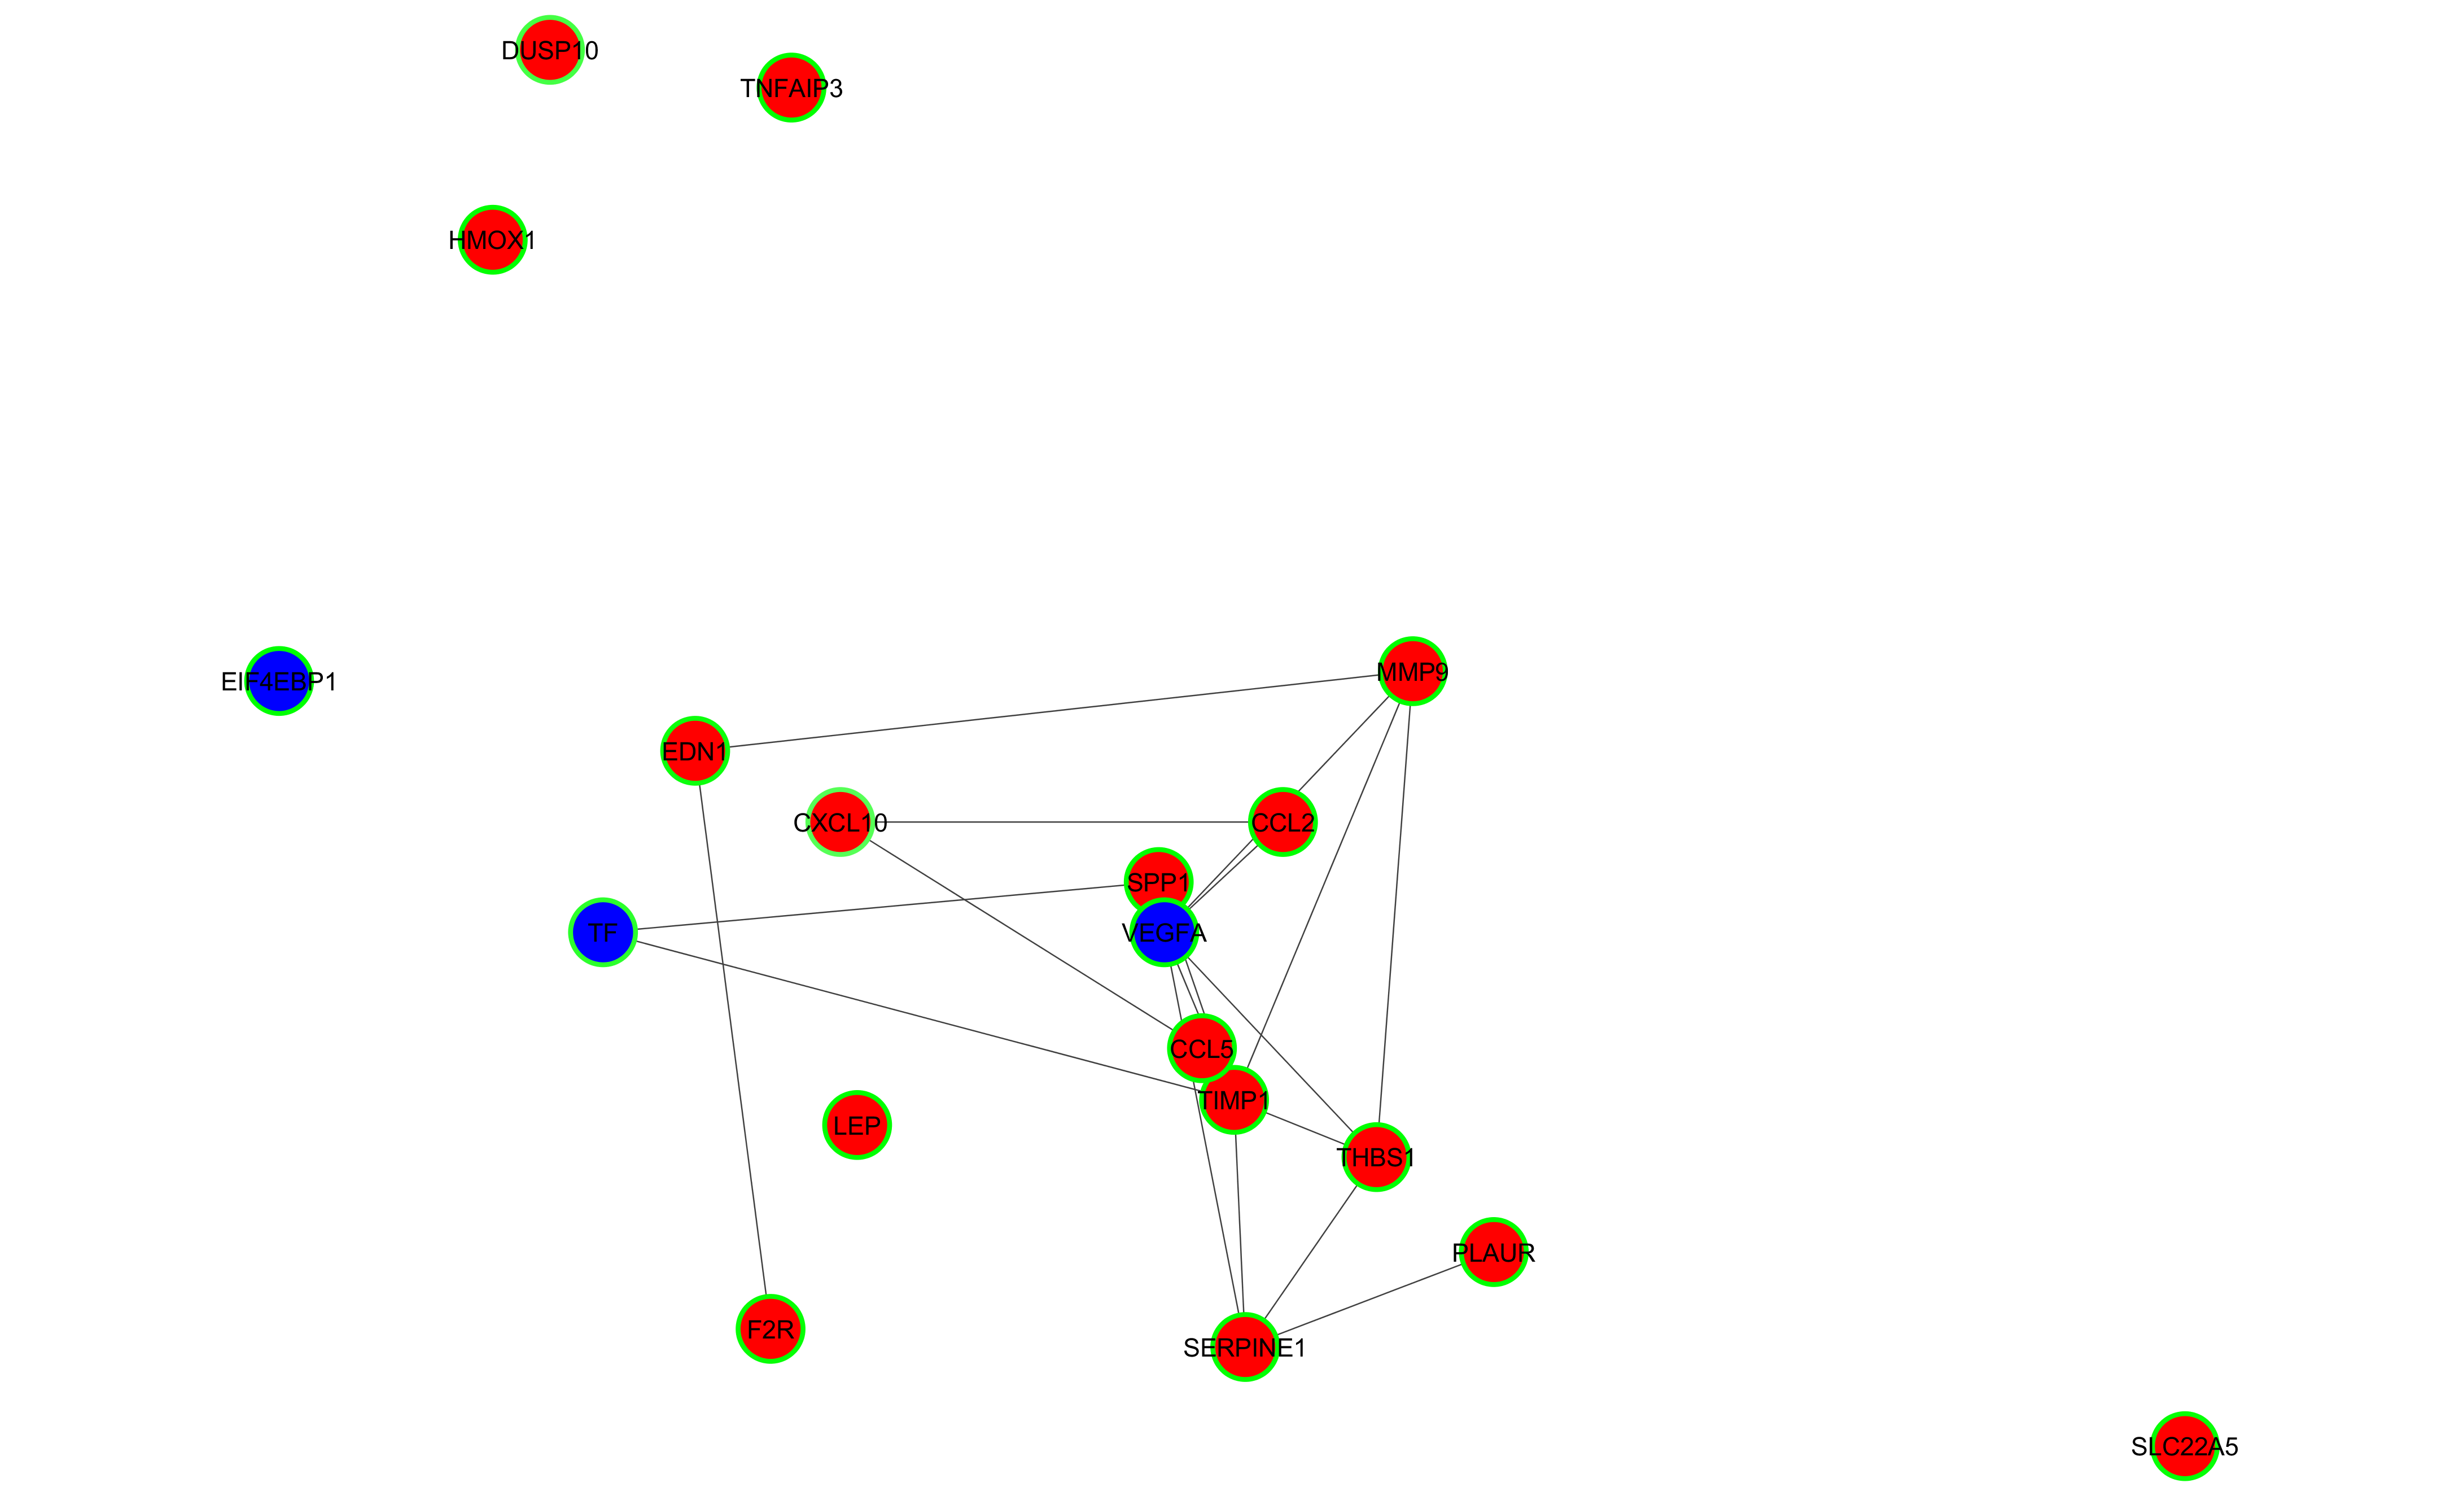 DUSP10
TNFAIP3
HMOX1
EIF4EBP1
MMP9
EDN1
CXCL10
CCL2
SPP1
TF
VEGFA
CCL5
TIMP1
LEP
THBS1
PLAUR
F2R
SERPINE1
SLC22A5